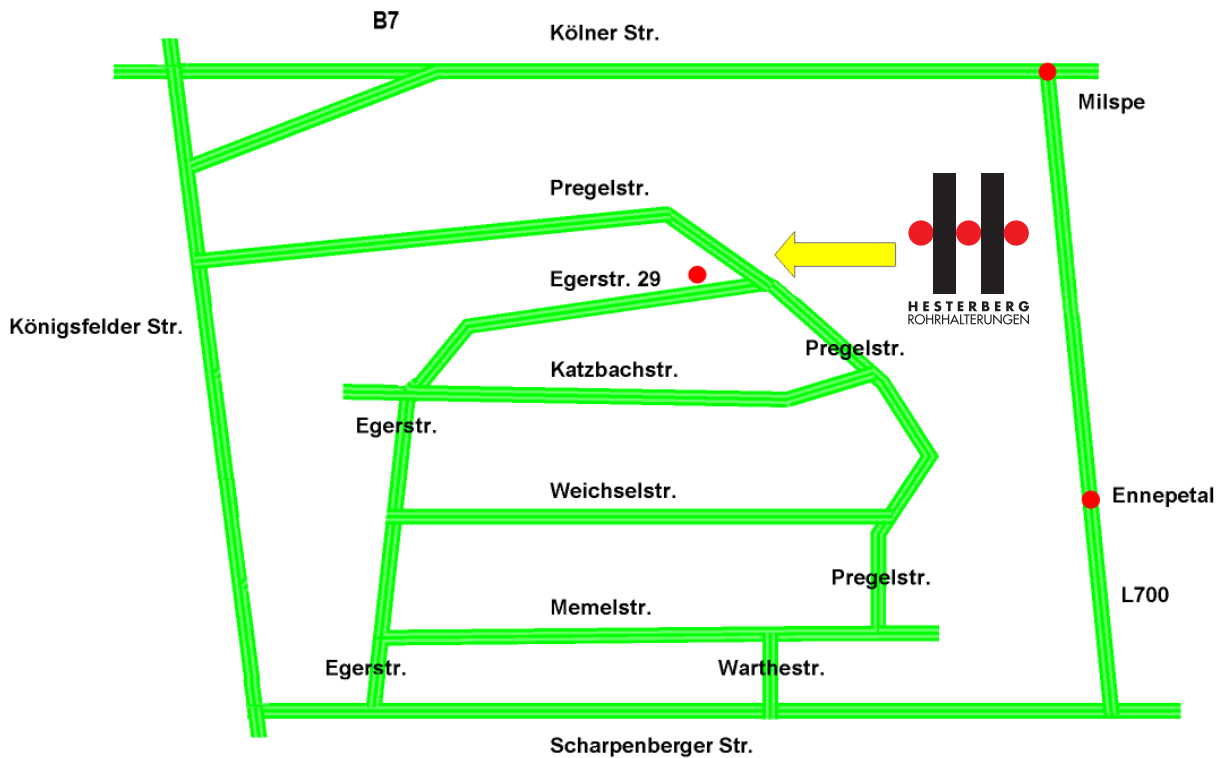 B7
Kölner Str.
Milspe
Pregelstr.
Egerstr. 29
HESTERBERG
ROHRHALTERUNGEN
Königsfelder Str.
Pregelstr.
Katzbachstr.
Egerstr.
Weichselstr.
Ennepetal
Pregelstr.
L700
Memelstr.
Egerstr.
Warthestr.
Scharpenberger Str.